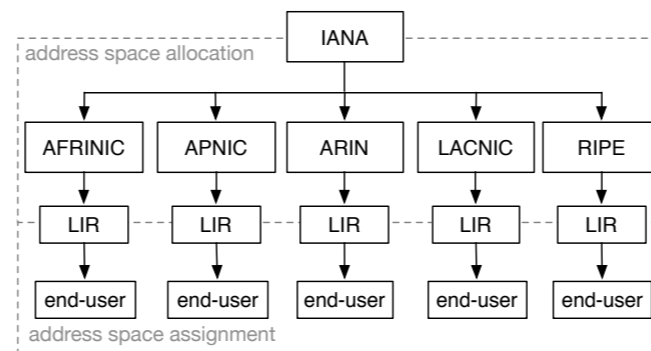 IANA
address space allocation
AFRINIC APNIC ARIN LACNIC RIPE
LIR LIR LIR LIR LIR
end-user end-user end-user end-user end-user
address space assignment